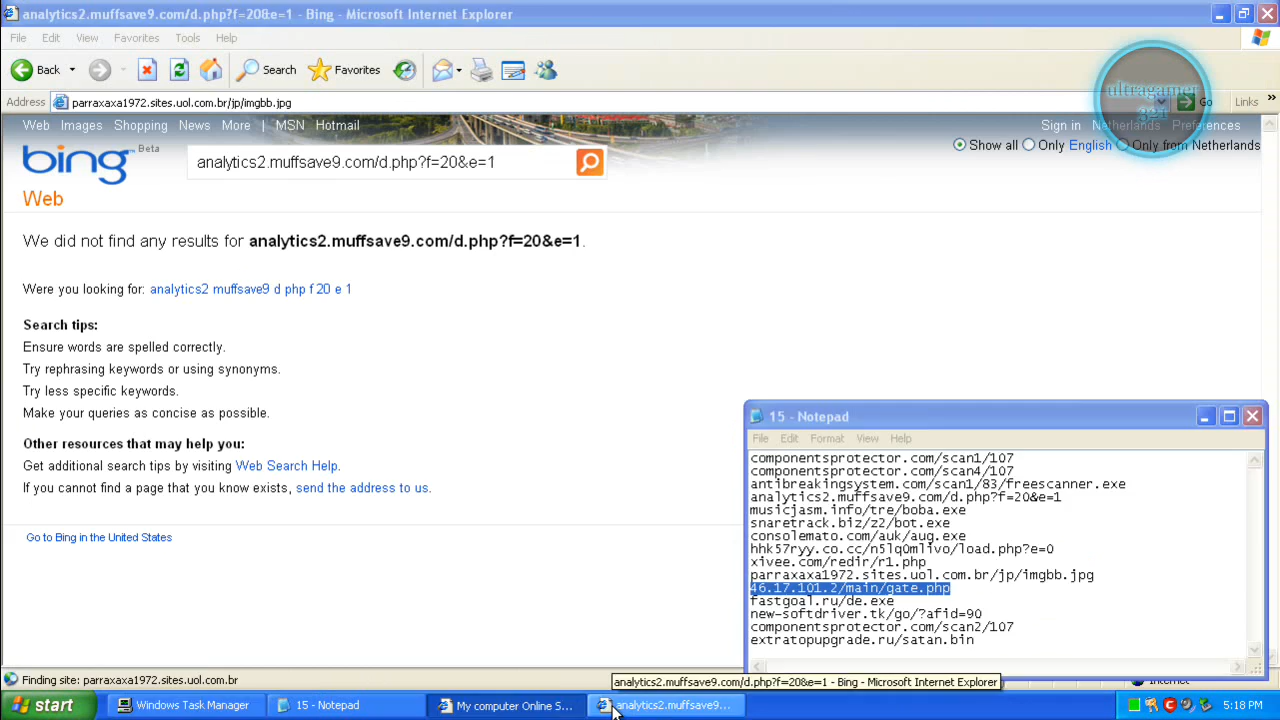 analytics2.muffsave9.com/d.php?f=20&e=1 - Bing - Microsoft Internet Explorer
File Edit View Favorites Tools Help
Back Search Favorites
ultragamer
321
Address parraxaxa1972.sites.uol.com.br/jp/imgbb.jpg Go Links »
Web Images Shopping News More | MSN Hotmail Sign in Netherlands Preferences
bing Beta analytics2.muffsave9.com/d.php?f=20&e=1 Show all Only English Only from Netherlands
Web
We did not find any results for analytics2.muffsave9.com/d.php?f=20&e=1.
Were you looking for: analytics2 muffsave9 d php f 20 e 1
Search tips:
Ensure words are spelled correctly.
Try rephrasing keywords or using synonyms.
Try less specific keywords.
Make your queries as concise as possible.
Other resources that may help you:
Get additional search tips by visiting Web Search Help.
If you cannot find a page that you know exists, send the address to us.
Go to Bing in the United States
15 - Notepad
File Edit Format View Help
componentsprotector.com/scan1/107
componentsprotector.com/scan4/107
antibreakingsystem.com/scan1/83/freescanner.exe
analytics2.muffsave9.com/d.php?f=20&e=1
musicjasm.info/tre/boba.exe
snaretrack.biz/z2/bot.exe
consolemato.com/auk/aug.exe
hhk57ryy.co.cc/n5lq0mlivo/load.php?e=0
xivee.com/redir/r1.php
parraxaxa1972.sites.uol.com.br/jp/imgbb.jpg
46.17.101.2/main/gate.php
fastgoal.ru/de.exe
new-softdriver.tk/go/?afid=90
componentsprotector.com/scan2/107
extratopupgrade.ru/satan.bin
Finding site: parraxaxa1972.sites.uol.com.br Internet
analytics2.muffsave9.com/d.php?f=20&e=1 - Bing - Microsoft Internet Explorer
start Windows Task Manager 15 - Notepad My computer Online S... analytics2.muffsave9... 5:18 PM